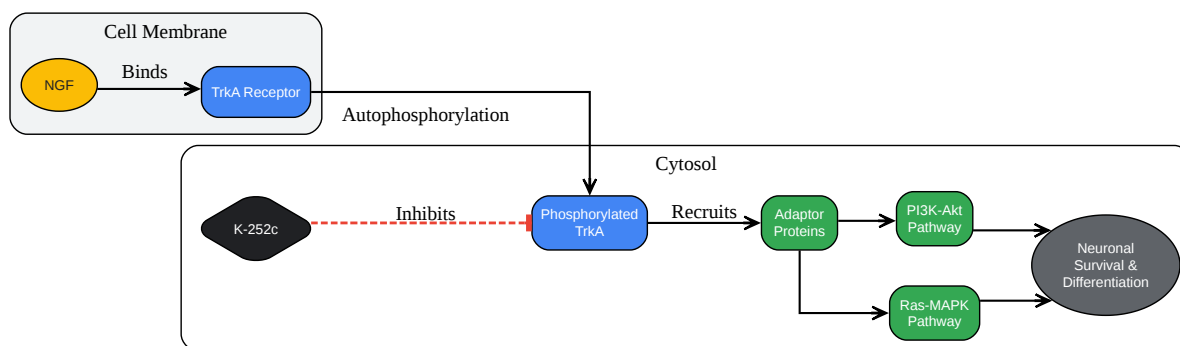 Cell Membrane
NGF
Binds
TrkA Receptor
Autophosphorylation
Cytosol
K-252c
Inhibits
Phosphorylated
TrkA
Recruits
Adaptor
Proteins
PI3K-Akt
Pathway
Ras-MAPK
Pathway
Neuronal
Survival &
Differentiation